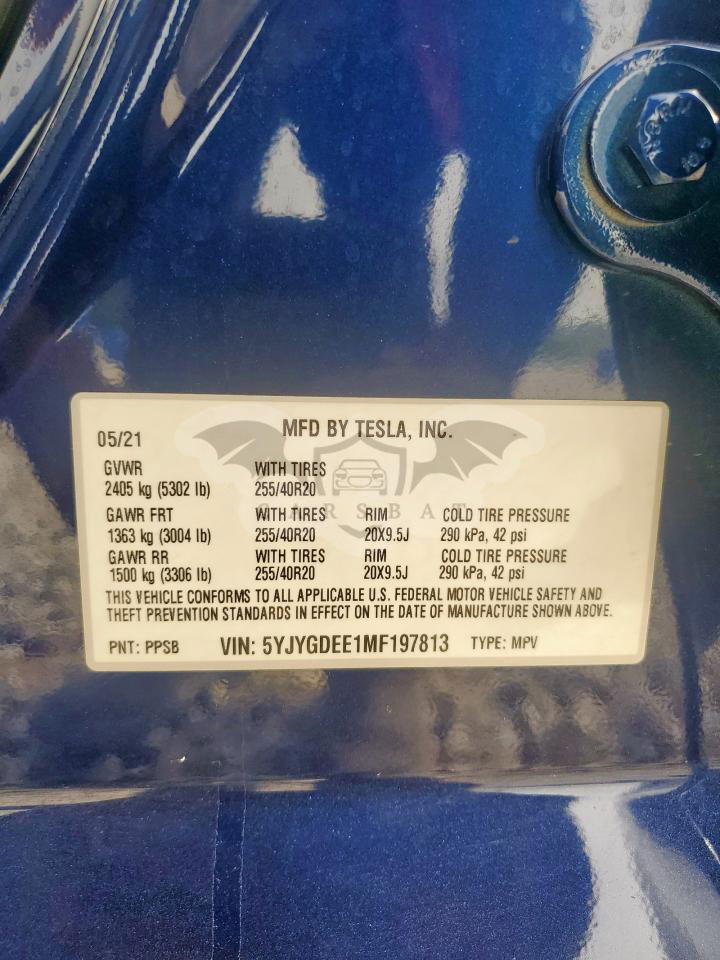 MFD BY TESLA, INC.
05/21
GVWR WITH TIRES
2405 kg (5302 lb) 255/40R20
CARSBAT
GAWR FRT WITH TIRES RIM COLD TIRE PRESSURE
1363 kg (3004 lb) 255/40R20 20X9.5J 290 kPa, 42 psi
GAWR RR WITH TIRES RIM COLD TIRE PRESSURE
1500 kg (3306 lb) 255/40R20 20X9.5J 290 kPa, 42 psi
THIS VEHICLE CONFORMS TO ALL APPLICABLE U.S. FEDERAL MOTOR VEHICLE SAFETY AND
THEFT PREVENTION STANDARDS IN EFFECT ON THE DATE OF MANUFACTURE SHOWN ABOVE.
PNT: PPSB VIN: 5YJYGDEE1MF197813 TYPE: MPV